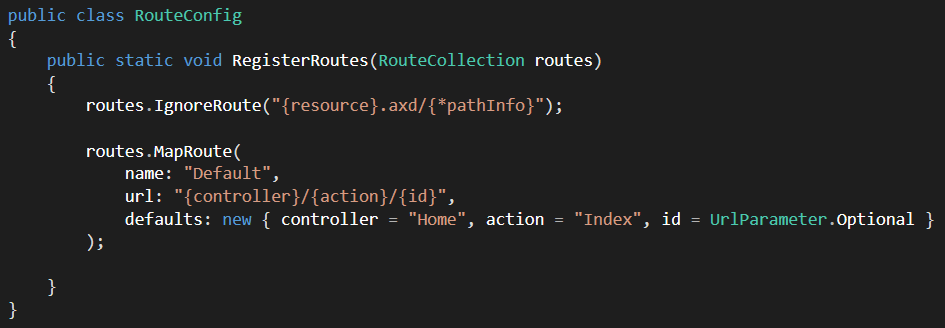 public class RouteConfig
{
    public static void RegisterRoutes(RouteCollection routes)
    {
        routes.IgnoreRoute("{resource}.axd/{*pathInfo}");

        routes.MapRoute(
            name: "Default",
            url: "{controller}/{action}/{id}",
            defaults: new { controller = "Home", action = "Index", id = UrlParameter.Optional }
        );

    }
}